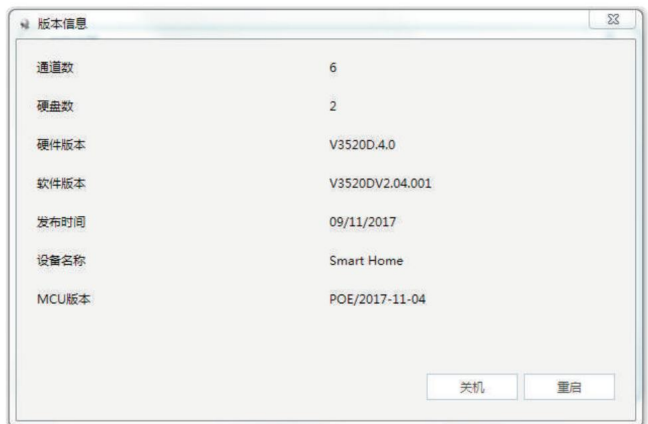 版本信息
通道数 6
硬盘数 2
硬件版本 V3520D.4.0
软件版本 V3520DV2.04.001
发布时间 09/11/2017
设备名称 Smart Home
MCU版本 POE/2017-11-04
关机 重启